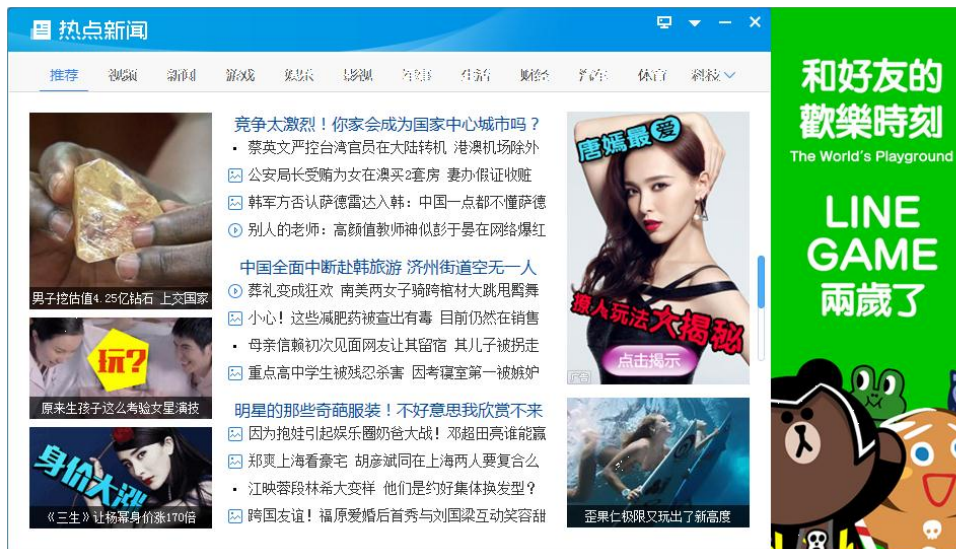 热点新闻
推荐 视频 新闻 游戏 娱乐 影视 军事 生活 财经 汽车 体育 科技
男子挖估值4.25亿钻石 上交国家
玩?
原来生孩子这么考验女星演技
身价大涨
《三生》让杨幂身价涨170倍
竞争太激烈！你家会成为国家中心城市吗？
蔡英文严控台湾官员在大陆转机 港澳机场除外
公安局长受贿为女在澳买2套房 妻办假证收赃
韩军方否认萨德雷达入韩：中国一点都不懂萨德
别人的老师：高颜值教师神似彭于晏在网络爆红
中国全面中断赴韩旅游 济州街道空无一人
葬礼变成狂欢 南美两女子骑跨棺材大跳甩臀舞
小心！这些减肥药被查出有毒 目前仍然在销售
母亲信赖初次见面网友让其留宿 其儿子被拐走
重点高中学生被残忍杀害 因考寝室第一被嫉妒
明星的那些奇葩服装！不好意思我欣赏不来
因为抱娃引起娱乐圈奶爸大战！邓超田亮谁能赢
郑爽上海看豪宅 胡彦斌同在上海两人要复合么
江映蓉段林希大变样 他们是约好集体换发型？
跨国友谊！福原爱婚后首秀与刘国梁互动笑容甜
唐嫣最爱
撩人玩法大揭秘
点击揭示
广告
歪果仁极限又玩出了新高度
和好友的
歡樂時刻
The World's Playground
LINE
GAME
兩歲了